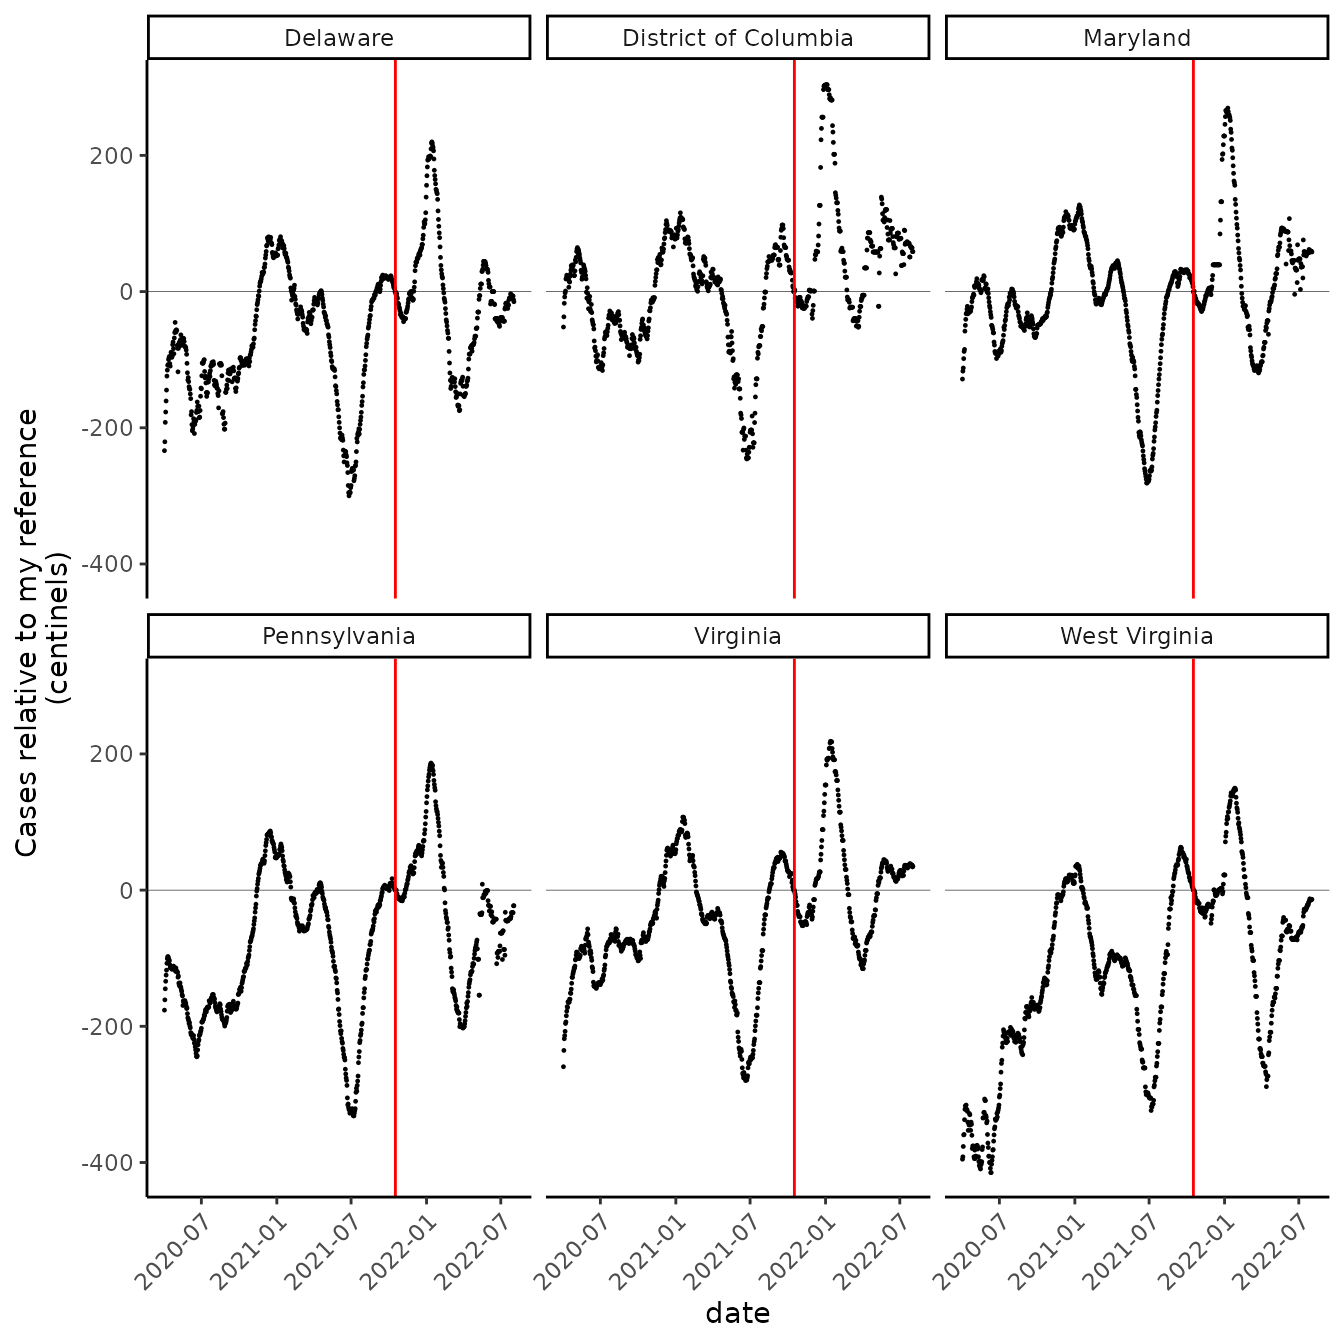 Delaware
District of Columbia
Maryland
200
0
-200
-400
Pennsylvania
Virginia
West Virginia
200
0
-200
-400
2020-07
2021-01
2021-07
2022-01
2022-07
2020-07
2021-01
2021-07
2022-01
2022-07
2020-07
2021-01
2021-07
2022-01
2022-07
date
Cases relative to my reference
(centinels)